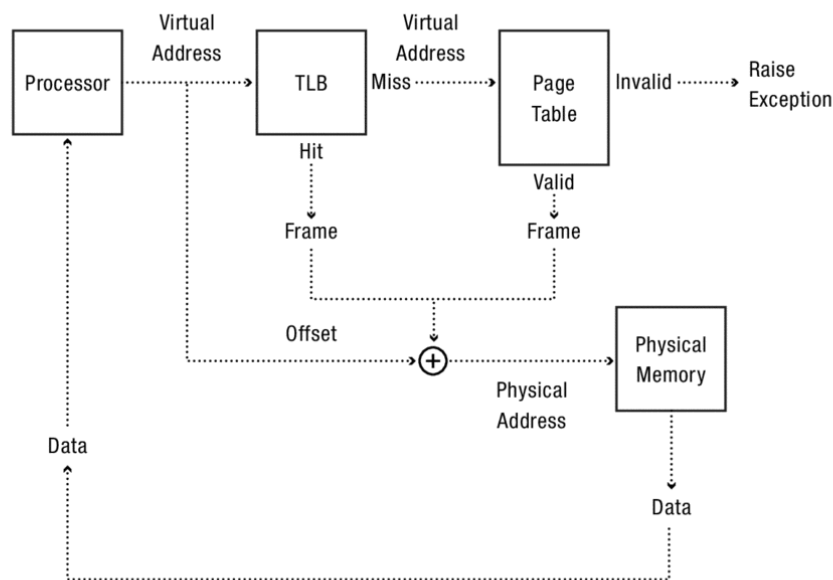 Virtual
Address
Virtual
Address
Processor
TLB
Miss
Page
Table
Invalid
Raise
Exception
Hit
Valid
Frame
Frame
Offset
+
Physical
Memory
Physical
Address
Data
Data